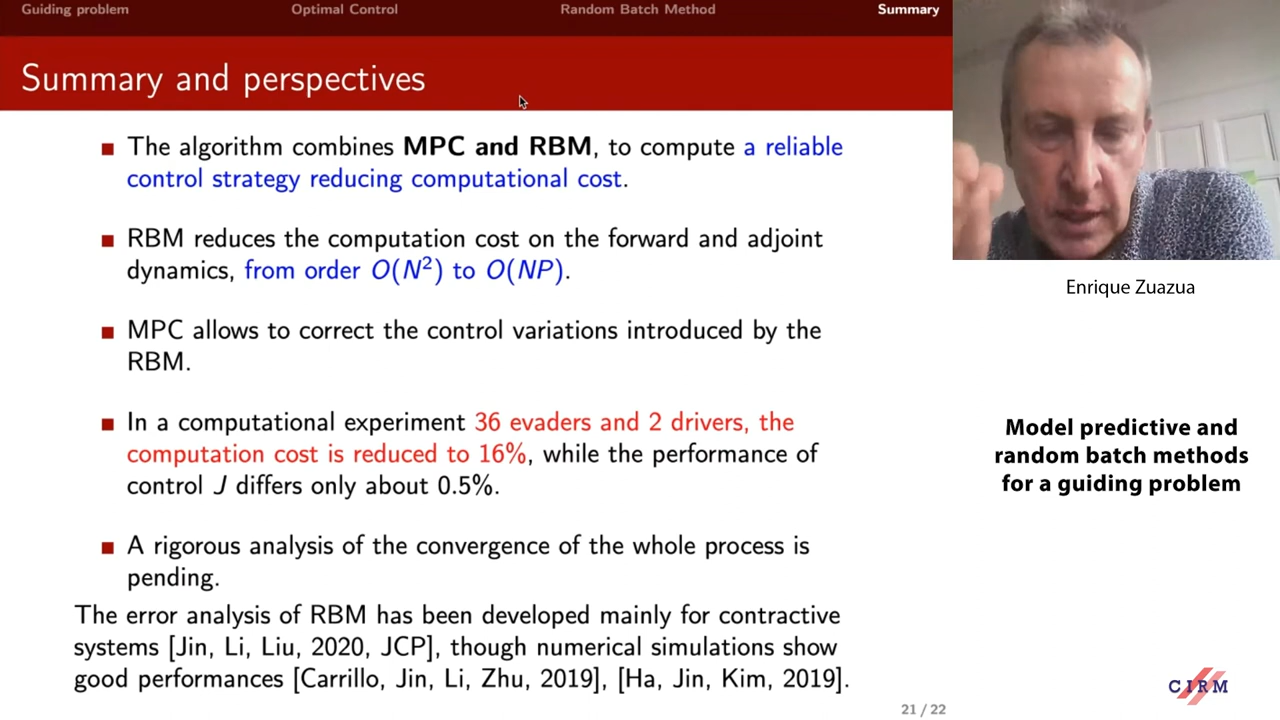 Guiding problem Optimal Control Random Batch Method Summary
Summary and perspectives
The algorithm combines MPC and RBM, to compute a reliable
control strategy reducing computational cost.
RBM reduces the computation cost on the forward and adjoint
dynamics, from order O(N²) to O(NP).
MPC allows to correct the control variations introduced by the
RBM.
In a computational experiment 36 evaders and 2 drivers, the
computation cost is reduced to 16%, while the performance of
control J differs only about 0.5%.
A rigorous analysis of the convergence of the whole process is
pending.
The error analysis of RBM has been developed mainly for contractive
systems [Jin, Li, Liu, 2020, JCP], though numerical simulations show
good performances [Carrillo, Jin, Li, Zhu, 2019], [Ha, Jin, Kim, 2019].
21 / 22
Enrique Zuazua
Model predictive and
random batch methods
for a guiding problem
CIRM